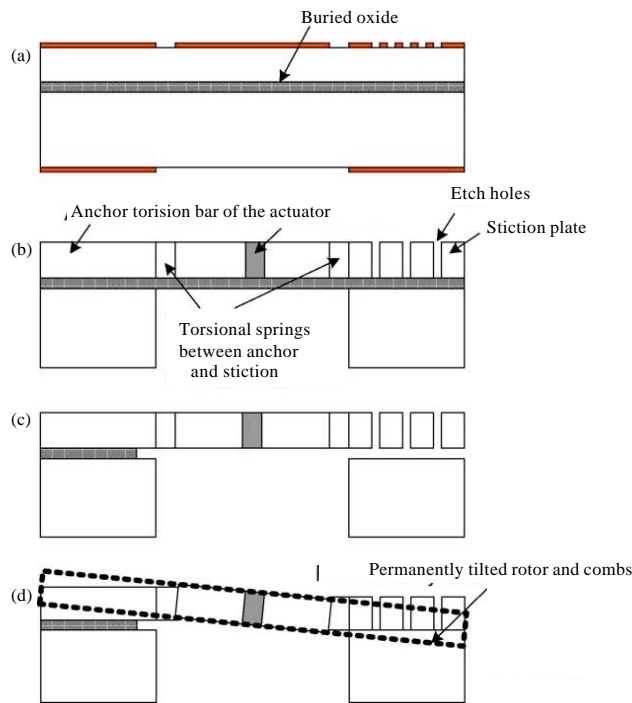 Buried oxide
(a)
Etch holes
Anchor torision bar of the actuator
Stiction plate
(b)
Torsional springs
between anchor
and stiction
(c)
Permanently tilted rotor and combs
(d)